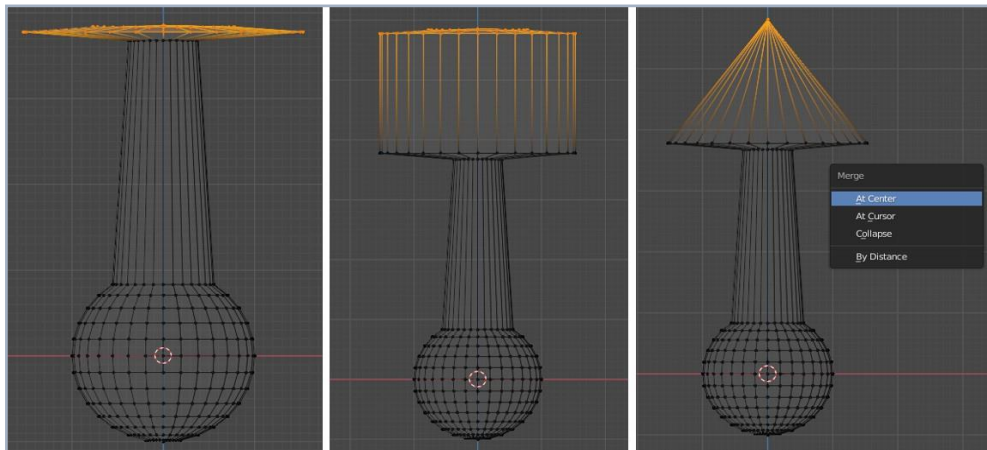 Merge
At Center
At Cursor
Collapse
By Distance